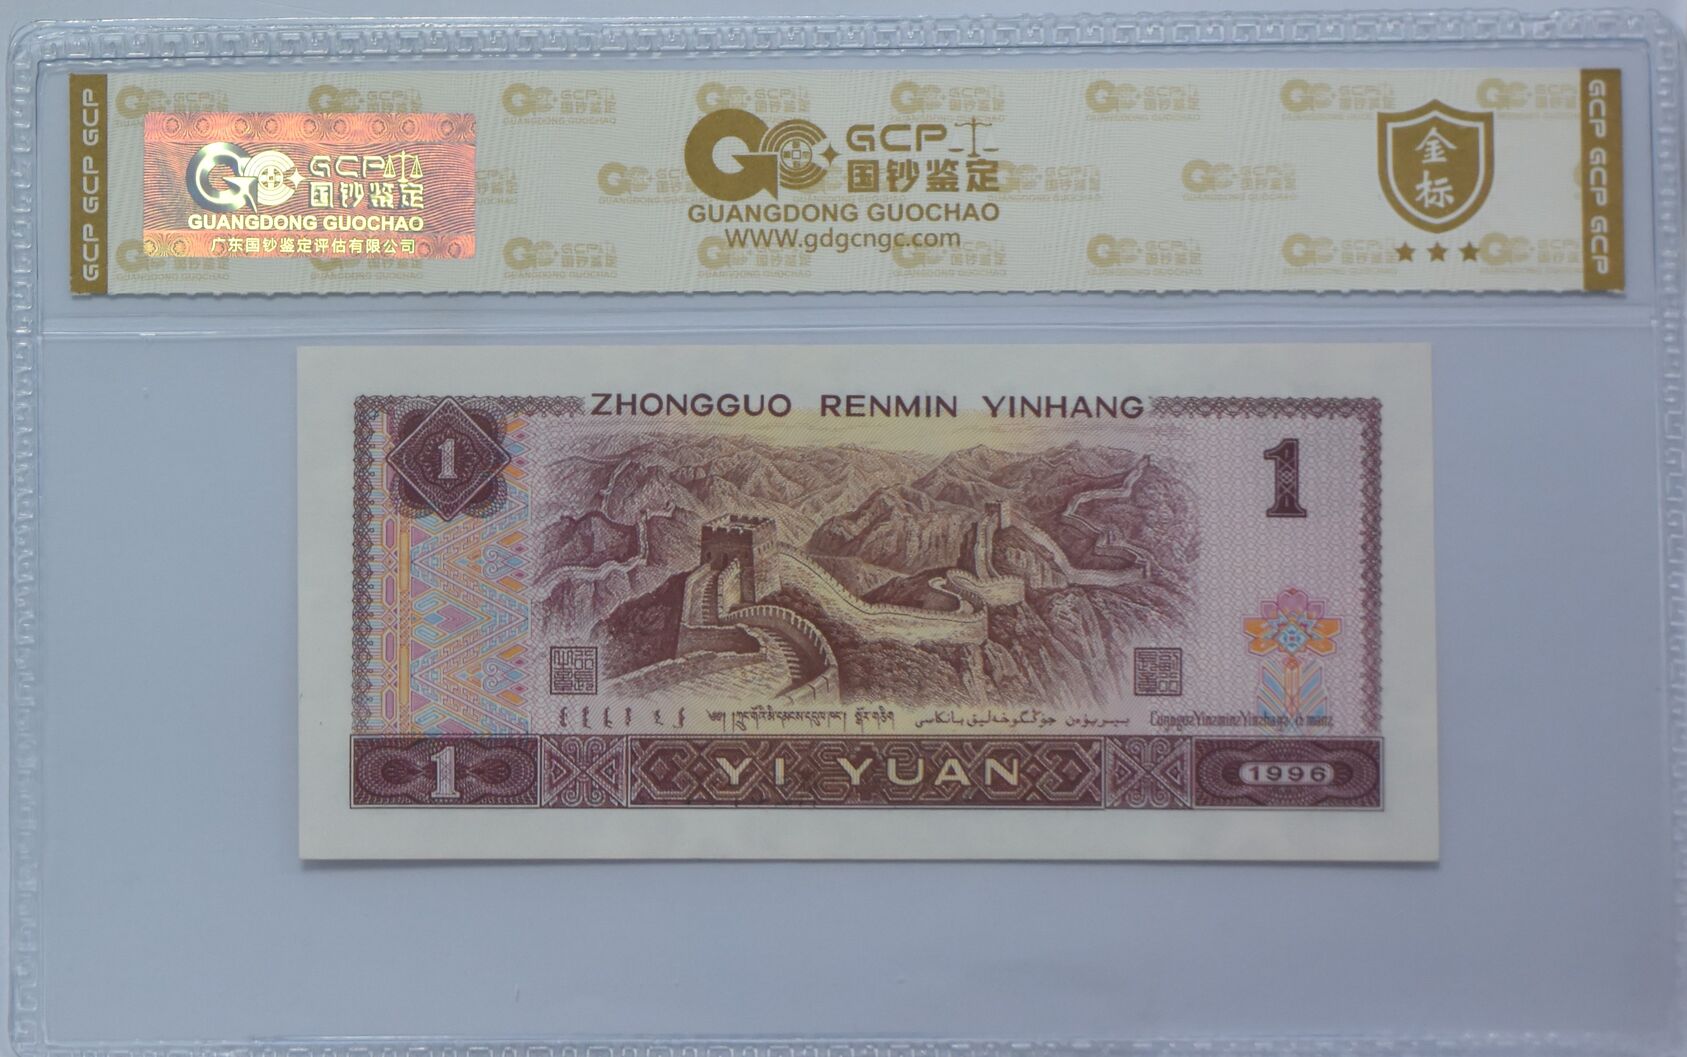 GCP GCP GCP
GCP
国钞鉴定
GUANGDONG GUOCHAO
广东国钞鉴定评估有限公司
GCP
国钞鉴定
GUANGDONG GUOCHAO
WWW.gdgcngc.com
金标
GCP GCP GCP
ZHONGGUO RENMIN YINHANG
1
1
1
YI YUAN
1996